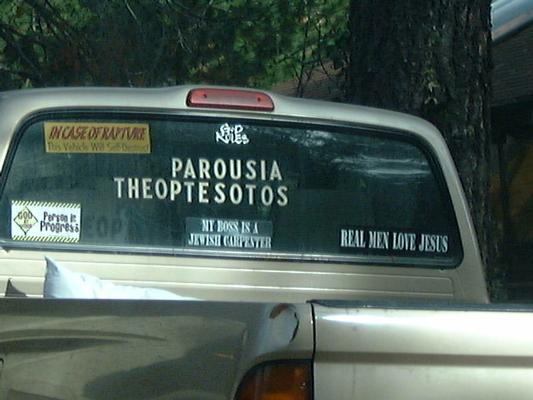 IN CASE OF RAPTURE
This Vehicle Will Self-Destruct
GOD RULES
PAROUSIA
THEOPTESOTOS
GOD
Person in
Progress
MY BOSS IS A
JEWISH CARPENTER
REAL MEN LOVE JESUS